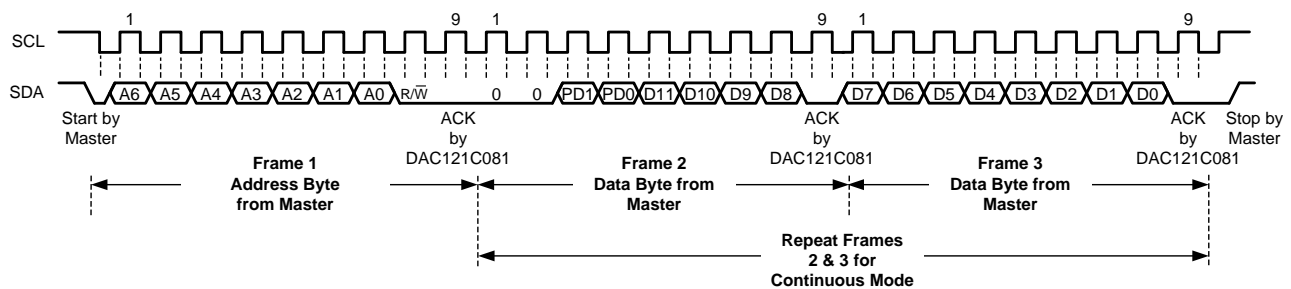 1 9 1 9 1 9
SCL
SDA A6 A5 A4 A3 A2 A1 A0 R/W̅ 0 0 PD1 PD0 D11 D10 D9 D8 D7 D6 D5 D4 D3 D2 D1 D0
Start by
Master
ACK
by
DAC121C081
ACK
by
DAC121C081
ACK
by
DAC121C081
Stop by
Master
Frame 1
Address Byte
from Master
Frame 2
Data Byte from
Master
Frame 3
Data Byte from
Master
Repeat Frames
2 & 3 for
Continuous Mode